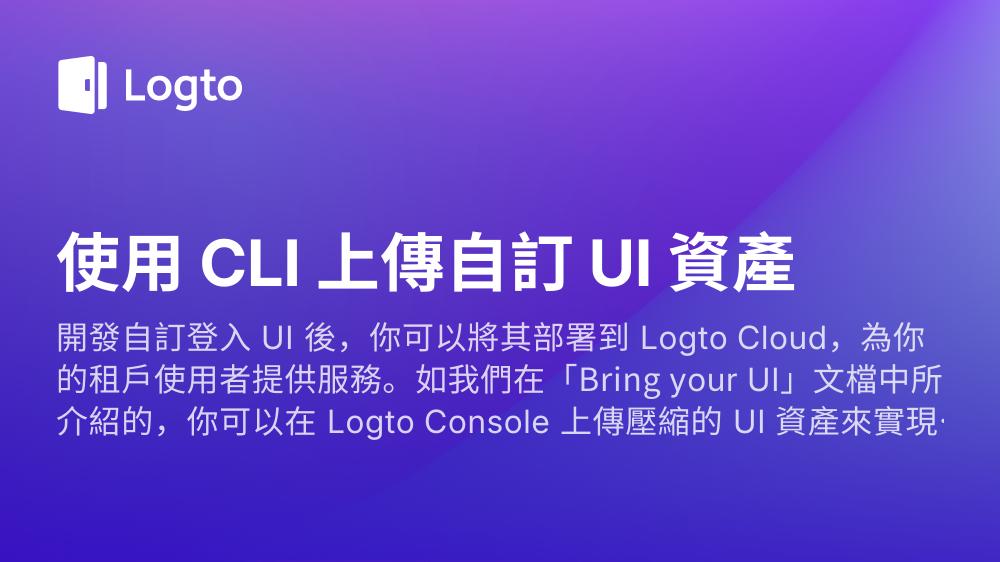 Logto
使用 CLI 上傳自訂 UI 資產
開發自訂登入 UI 後，你可以將其部署到 Logto Cloud，為你
的租戶使用者提供服務。如我們在「Bring your UI」文檔中所
介紹的，你可以在 Logto Console 上傳壓縮的 UI 資產來實現·